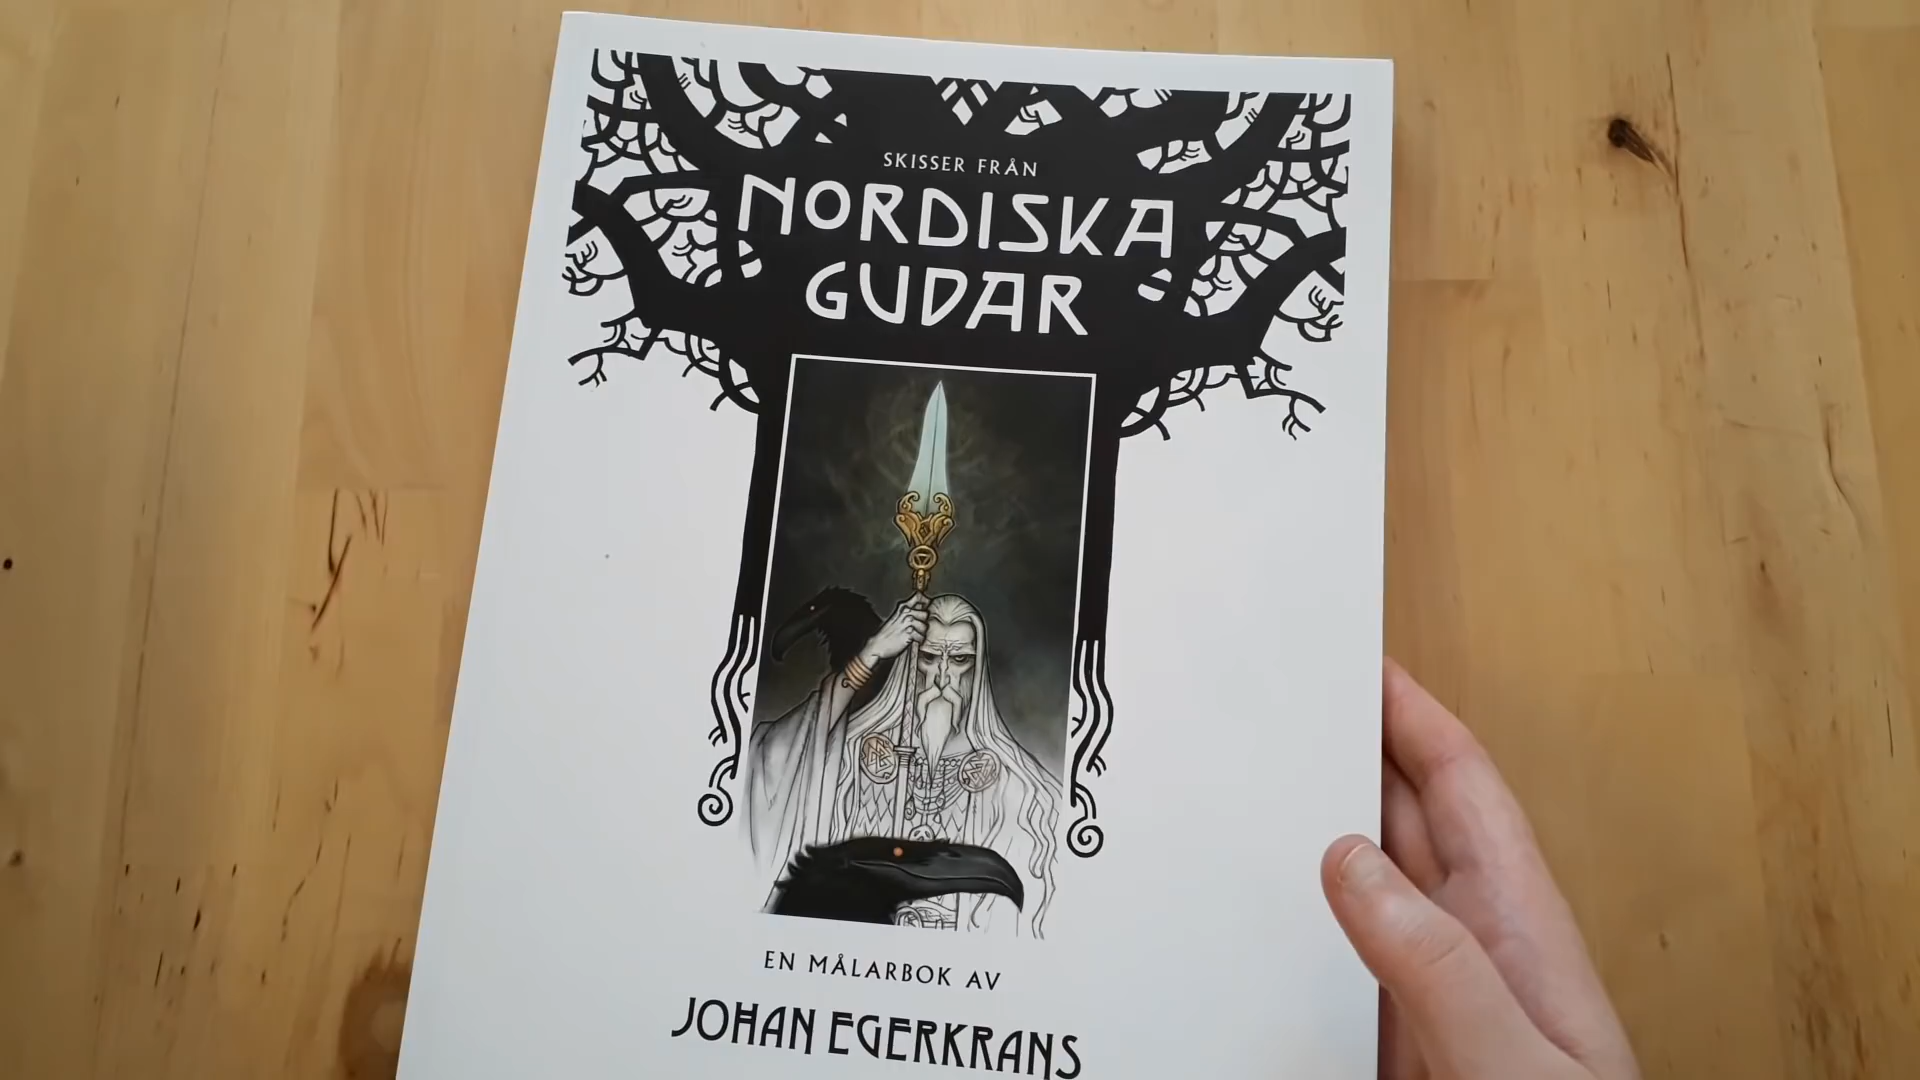 SKISSER FRÅN
NORDISKA
GUDAR
EN MÅLARBOK AV
JOHAN EGERKRANS